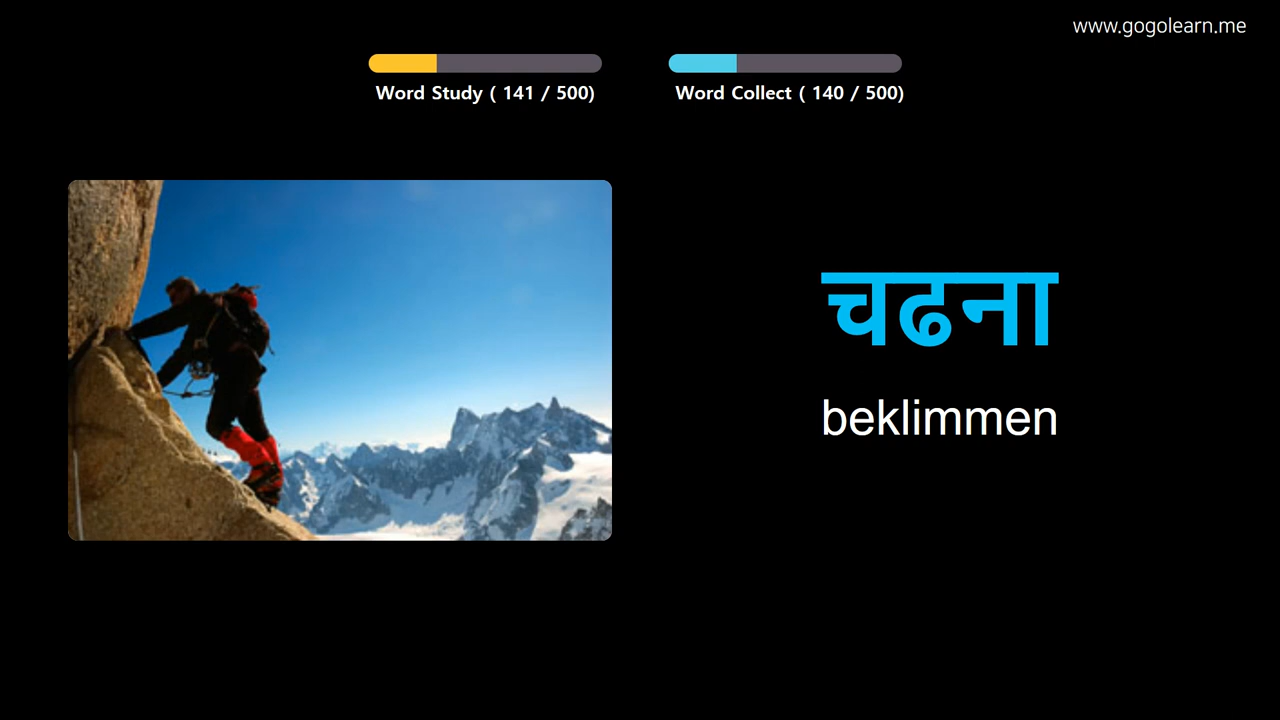 www.gogolearn.me
Word Study ( 141 / 500)
Word Collect ( 140 / 500)
चढना
beklimmen